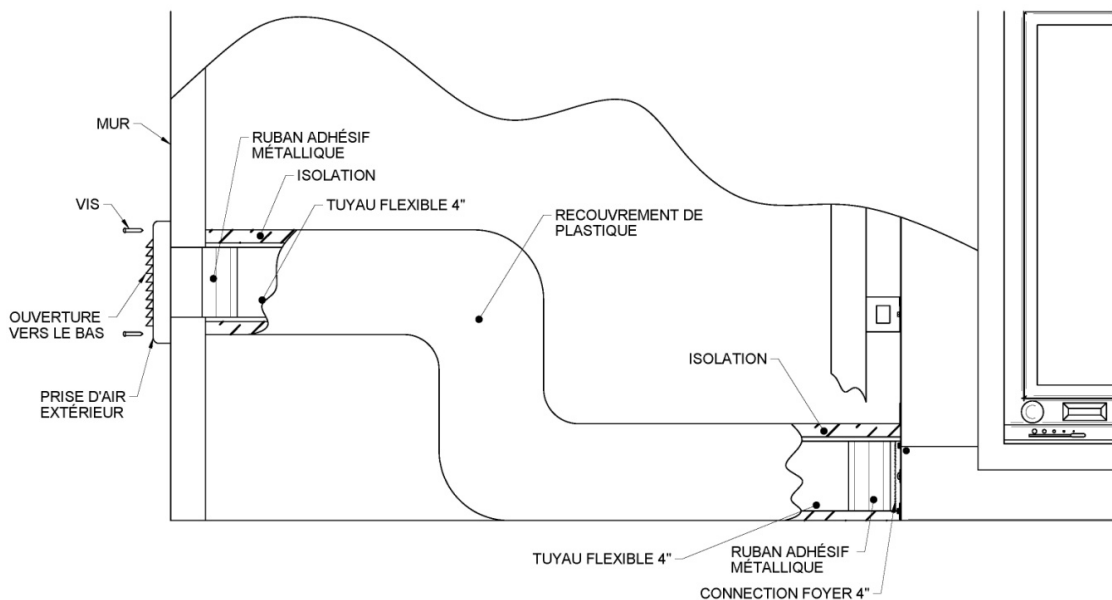 MUR
RUBAN ADHÉSIF
MÉTALLIQUE
ISOLATION
VIS
TUYAU FLEXIBLE 4"
RECOUVREMENT DE
PLASTIQUE
OUVERTURE
VERS LE BAS
ISOLATION
PRISE D'AIR
EXTÉRIEUR
TUYAU FLEXIBLE 4"
RUBAN ADHÉSIF
MÉTALLIQUE
CONNECTION FOYER 4"